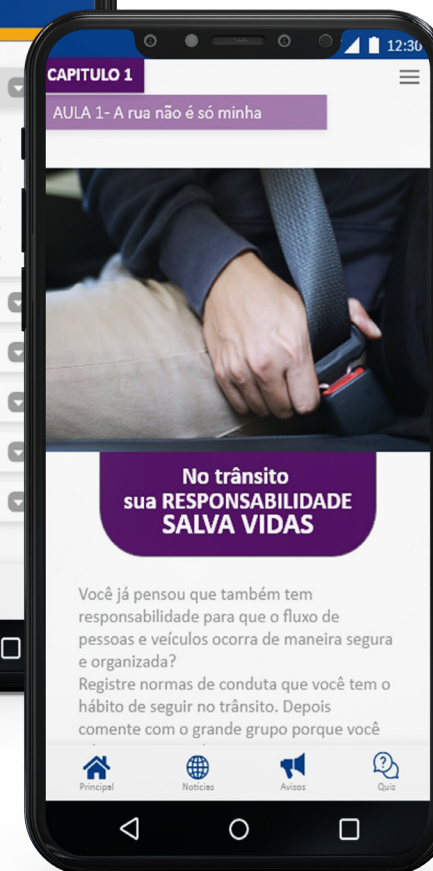 12:30
CAPITULO 1
AULA 1- A rua não é só minha
No trânsito
sua RESPONSABILIDADE
SALVA VIDAS
Você já pensou que também tem
responsabilidade para que o fluxo de
pessoas e veículos ocorra de maneira segura
e organizada?
Registre normas de conduta que você tem o
hábito de seguir no trânsito. Depois
comente com o grande grupo porque você
Principal
Notícias
Avisos
Quiz